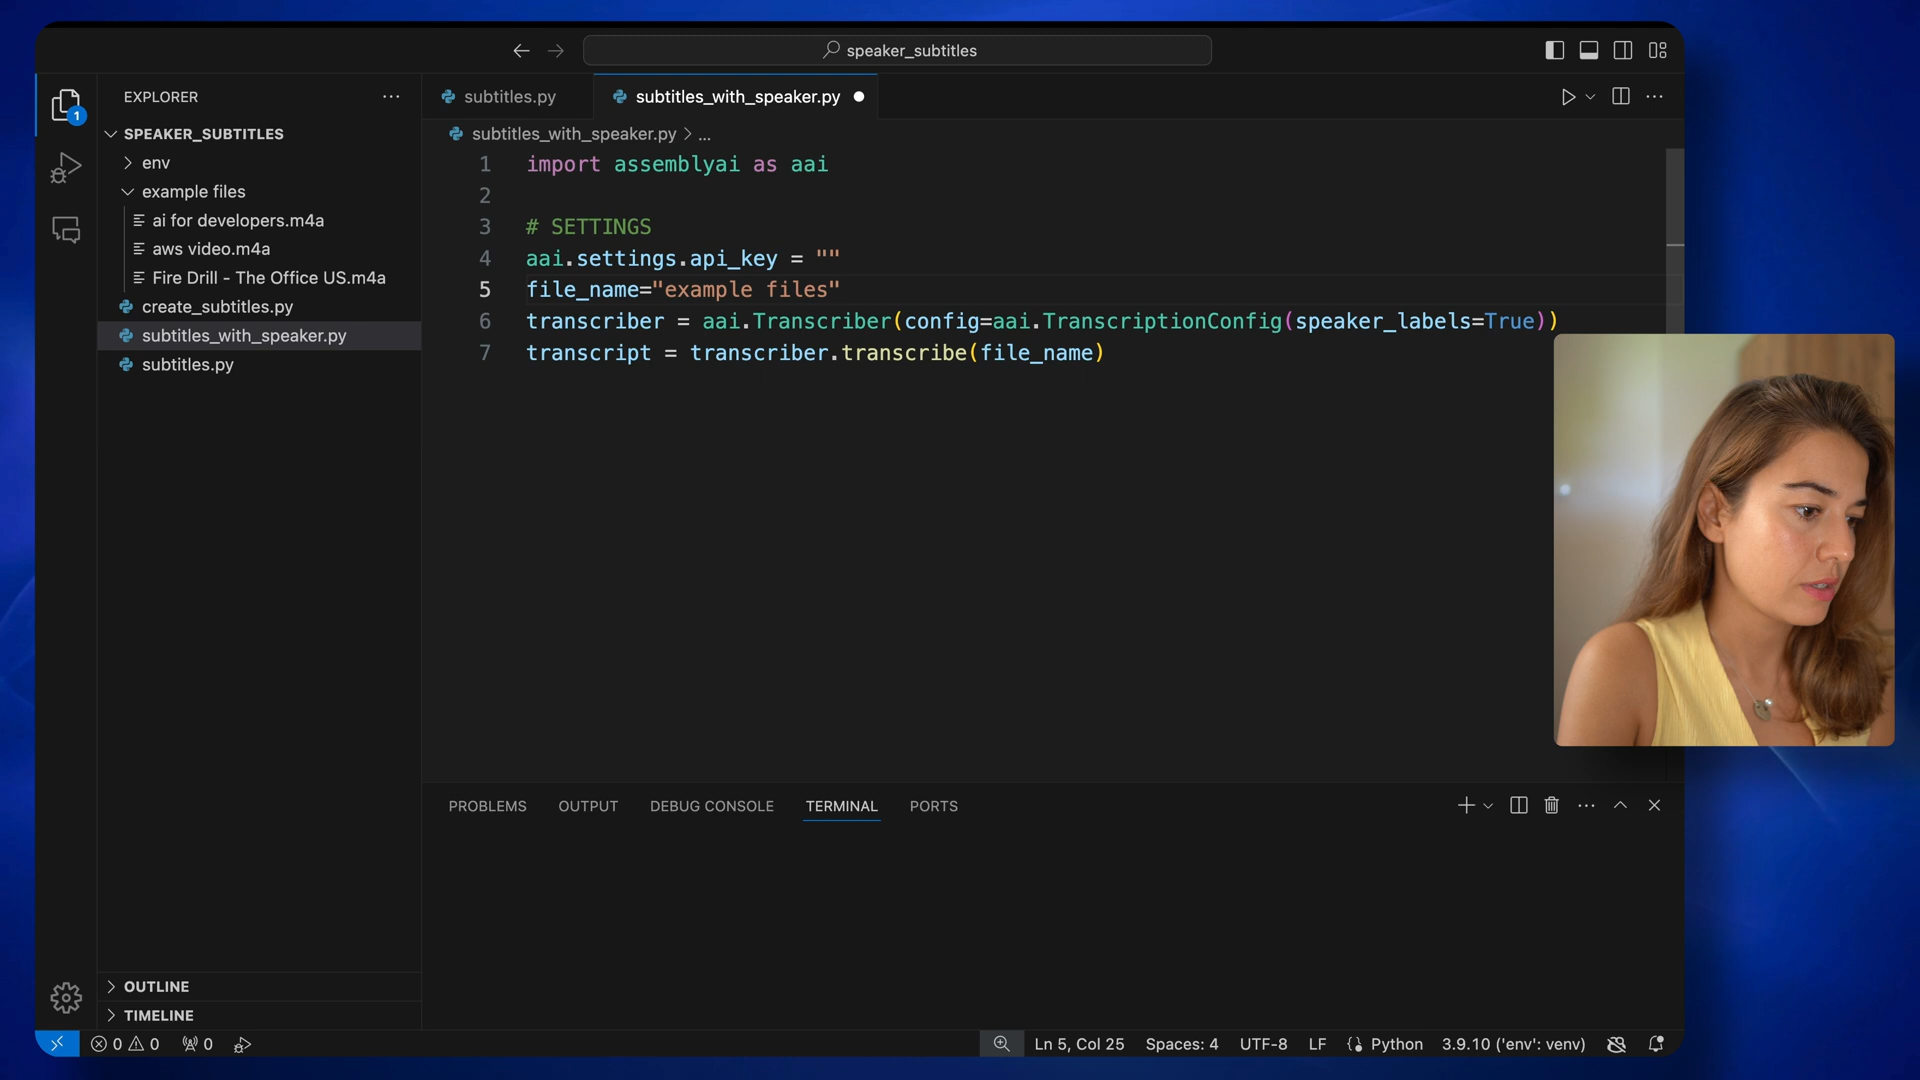 speaker_subtitles
EXPLORER
subtitles.py
subtitles_with_speaker.py
1
SPEAKER_SUBTITLES
env
example files
ai for developers.m4a
aws video.m4a
Fire Drill - The Office US.m4a
create_subtitles.py
subtitles_with_speaker.py
subtitles.py
subtitles_with_speaker.py > ...
1 import assemblyai as aai
2
3 # SETTINGS
4 aai.settings.api_key = ""
5 file_name="example files"
6 transcriber = aai.Transcriber(config=aai.TranscriptionConfig(speaker_labels=True))
7 transcript = transcriber.transcribe(file_name)
PROBLEMS OUTPUT DEBUG CONSOLE TERMINAL PORTS
OUTLINE
TIMELINE
0 0 0 Ln 5, Col 25 Spaces: 4 UTF-8 LF Python 3.9.10 ('env': venv)